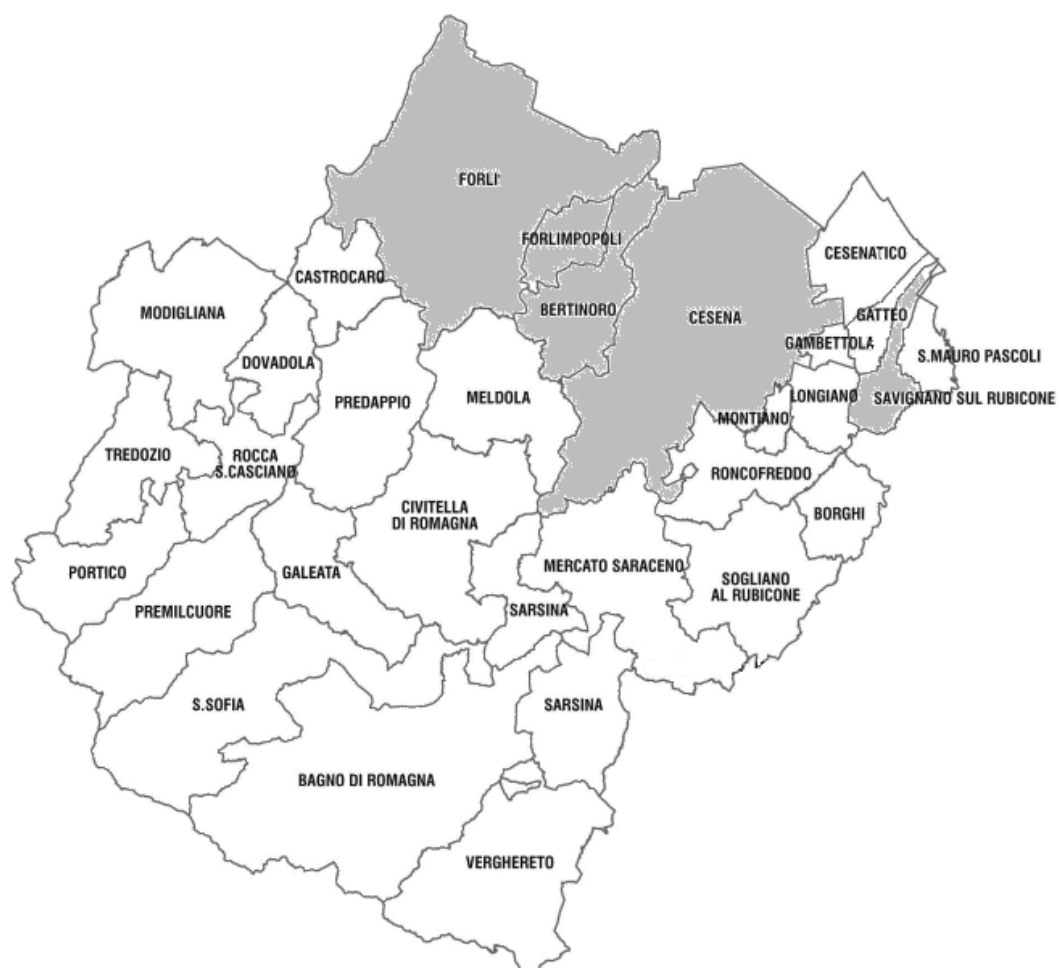 FORLI'
FORLIMPOPOLI
CESENATICO
CASTROCARO
MODIGLIANA
BERTINORO
CESENA
GATTEO
GAMBETTOLA
S.MAURO PASCOLI
DOVADOLA
PREDAPPIO
MELDOLA
LONGIANO
SAVIGNANO SUL RUBICONE
MONTIANO
TREDOZIO
ROCCA
S.CASCIANO
RONCOFREDDO
CIVITELLA
DI ROMAGNA
BORGHI
PORTICO
GALEATA
MERCATO SARACENO
SOGLIANO
AL RUBICONE
PREMILCUORE
SARSINA
S.SOFIA
SARSINA
BAGNO DI ROMAGNA
VERGHERETO